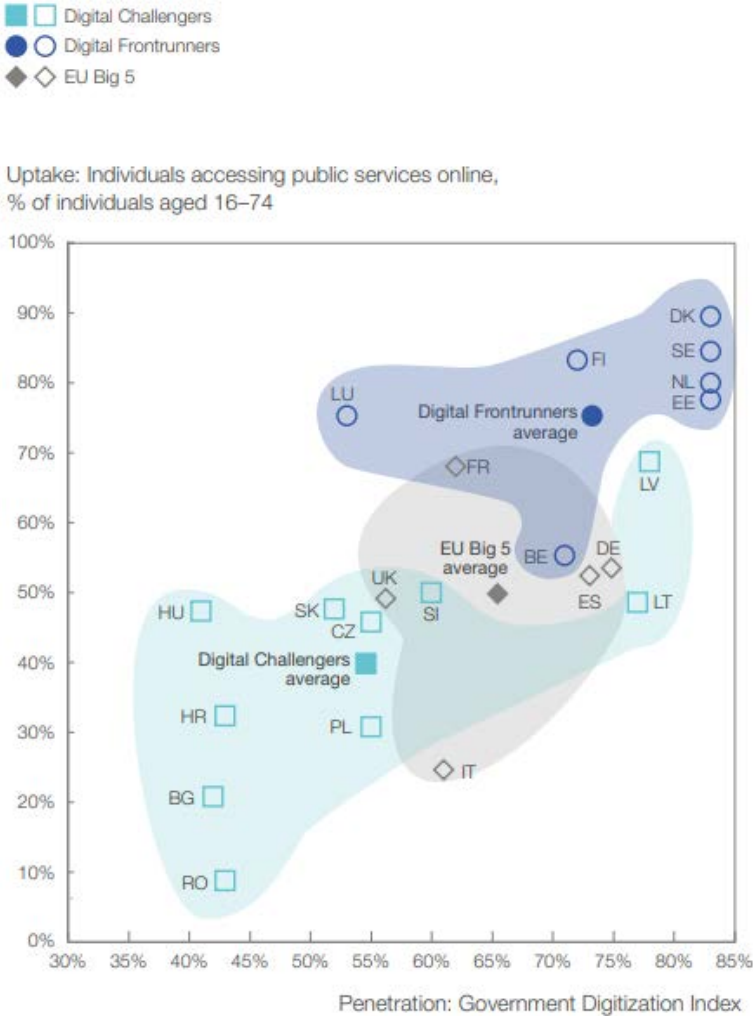 Digital Challengers
Digital Frontrunners
EU Big 5
Uptake: Individuals accessing public services online,
% of individuals aged 16–74
100%
90%
80%
70%
60%
50%
40%
30%
20%
10%
0%
DK
SE
NL
EE
FI
LU
Digital Frontrunners
average
FR
LV
EU Big 5
average
BE
DE
UK
ES
LT
HU
SK
CZ
SI
Digital Challengers
average
HR
PL
IT
BG
RO
30% 35% 40% 45% 50% 55% 60% 65% 70% 75% 80% 85%
Penetration: Government Digitization Index